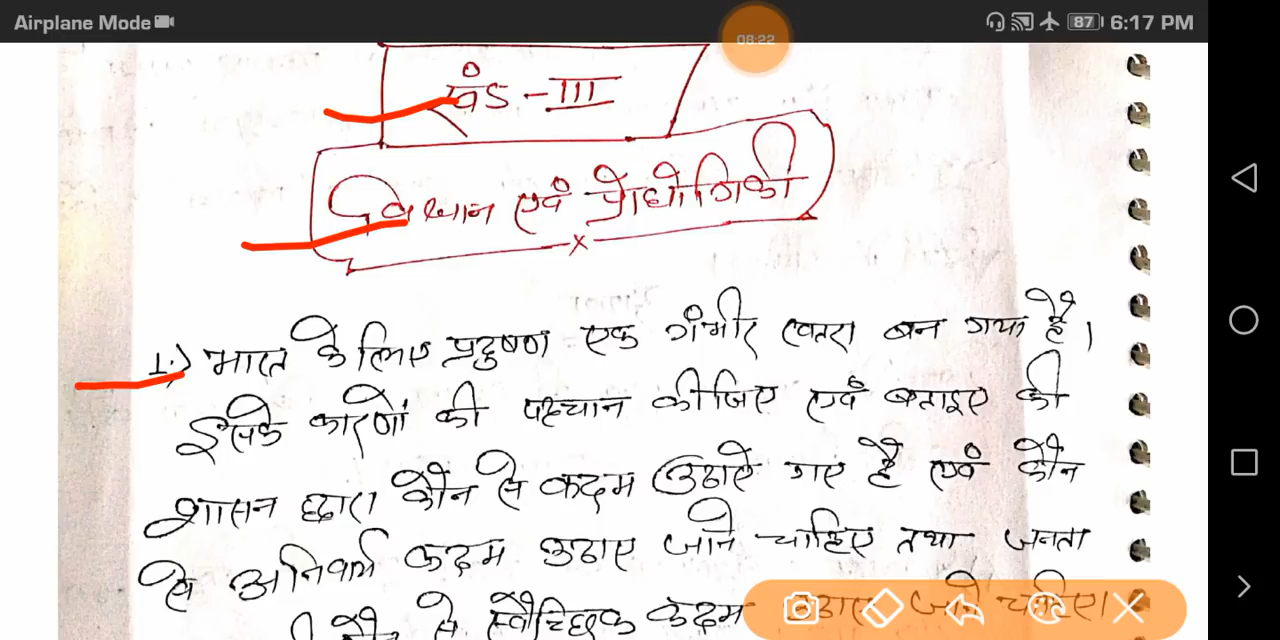 Airplane Mode 08:22 87 6:17 PM
खंड - III
विज्ञान एवं प्रोद्योगिकी
x
1.) भारत के लिए प्रदुषण एक गंभीर खतरा बन गया है।
इसके कारणों की पहचान कीजिए एवं बताइए की
शासन द्वारा कौन से कदम उठाऐ गए है एवं कौन
से अनिवार्य कदम उठाए जाने चाहिए तथा जनता
से स्वैच्छिक कदम उठाए जाने चाहिए।